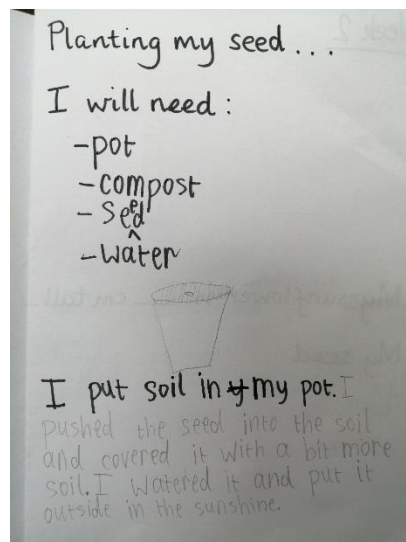 Planting my seed...
I will need:
-pot
-compost
- Seed
-water
I put soil in my pot. I
pushed the seed into the soil
and covered it with a bit more
soil. I watered it and put it
outside in the sunshine.